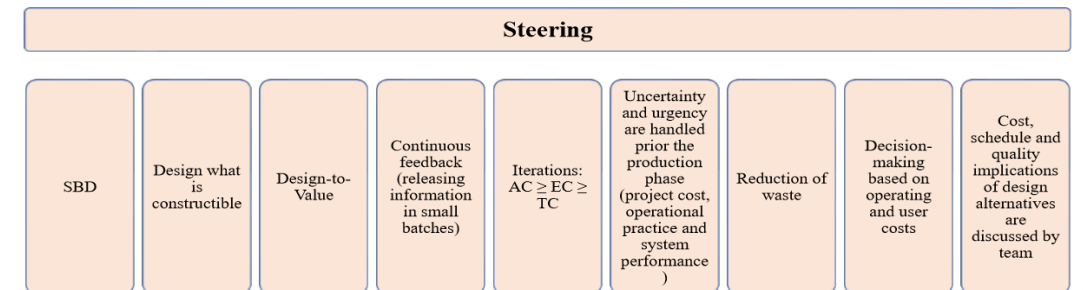 Steering
SBD
Design what
is
constructible
Design-to-
Value
Continuous
feedback
(releasing
information
in small
batches)
Iterations:
AC ≥ EC ≥
TC
Uncertainty
and urgency
are handled
prior the
production
phase
(project cost,
operational
practice and
system
performance
)
Reduction of
waste
Decision-
making
based on
operating
and user
costs
Cost,
schedule and
quality
implications
of design
alternatives
are
discussed by
team